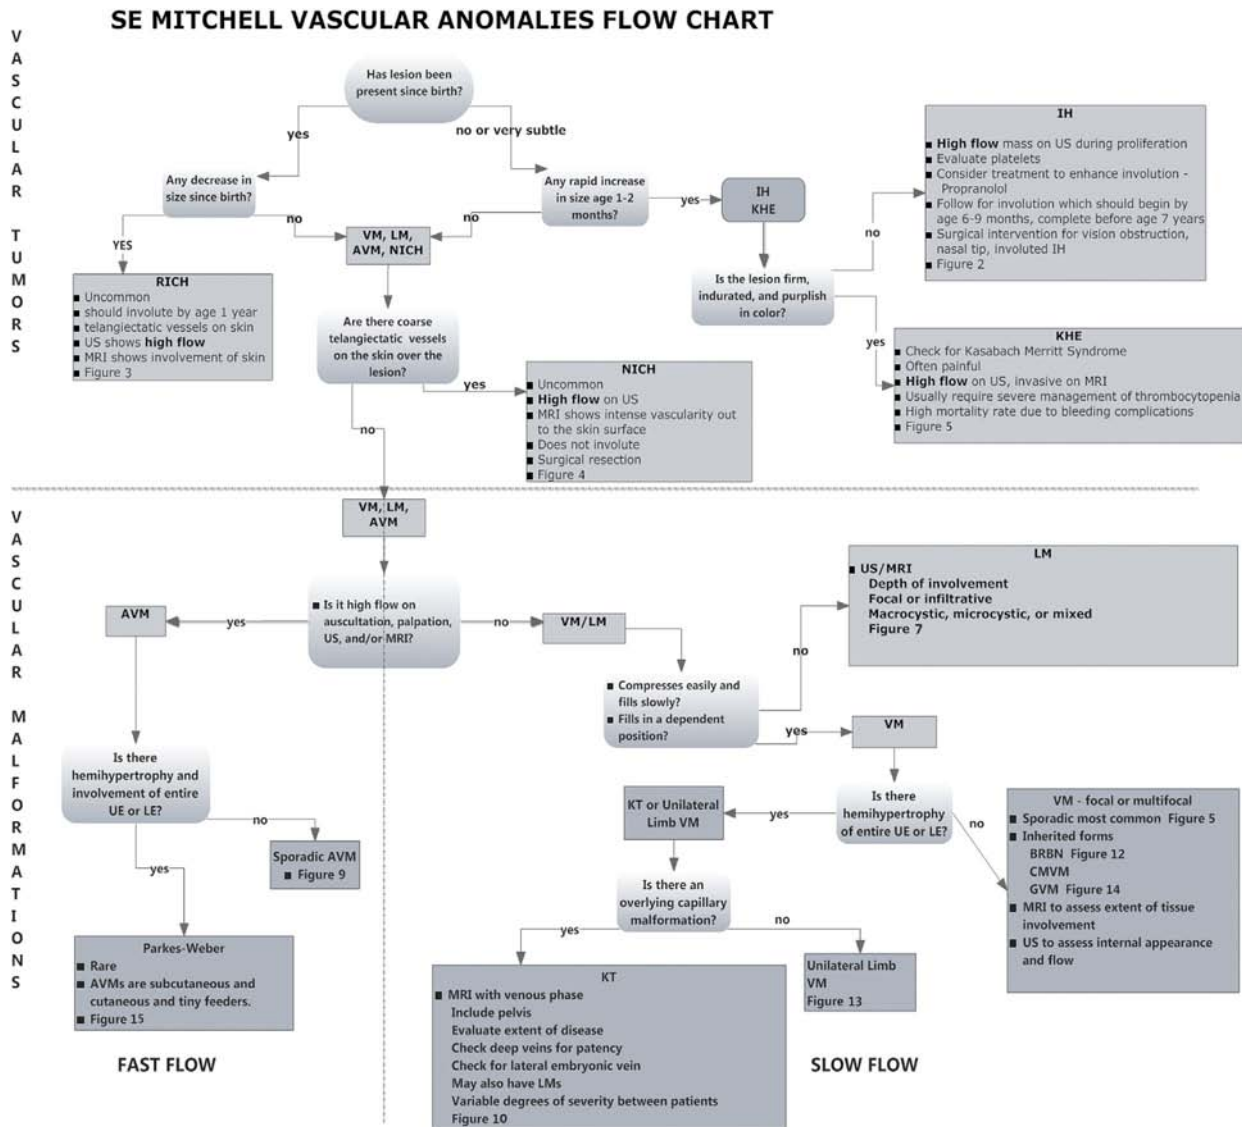 SE MITCHELL VASCULAR ANOMALIES FLOW CHART
VASCULAR TUMORS
Has lesion been
present since birth?
yes
no or very subtle
Any decrease in
size since birth?
Any rapid increase
in size age 1-2
months?
yes
IH
KHE
no
no
VM, LM,
AVM, NICH
YES
RICH
■ Uncommon
■ should involute by age 1 year
■ telangiectatic vessels on skin
■ US shows high flow
■ MRI shows involvement of skin
■ Figure 3
Is the lesion firm,
indurated, and purplish
in color?
no
IH
■ High flow mass on US during proliferation
■ Evaluate platelets
■ Consider treatment to enhance involution -
Propranolol
■ Follow for involution which should begin by
age 6-9 months, complete before age 7 years
■ Surgical intervention for vision obstruction,
nasal tip, involuted IH
■ Figure 2
yes
KHE
■ Check for Kasabach Merritt Syndrome
■ Often painful
■ High flow on US, invasive on MRI
■ Usually require severe management of thrombocytopenia
■ High mortality rate due to bleeding complications
■ Figure 5
Are there coarse
telangiectatic vessels
on the skin over the
lesion?
yes
NICH
■ Uncommon
■ High flow on US
■ MRI shows intense vascularity out
to the skin surface
■ Does not involute
■ Surgical resection
■ Figure 4
no
VASCULAR MALFORMATIONS
VM, LM,
AVM
■ Is it high flow on
auscultation, palpation,
US, and/or MRI?
yes
AVM
no
VM/LM
■ Compresses easily and
fills slowly?
■ Fills in a dependent
position?
no
LM
■ US/MRI
Depth of involvement
Focal or infiltrative
Macrocystic, microcystic, or mixed
Figure 7
yes
VM
Is there
hemihypertrophy and
involvement of entire
UE or LE?
no
Sporadic AVM
■ Figure 9
yes
Parkes-Weber
■ Rare
■ AVMs are subcutaneous and
cutaneous and tiny feeders.
■ Figure 15
Is there
hemihypertrophy
of entire UE or LE?
yes
KT or Unilateral
Limb VM
no
VM - focal or multifocal
■ Sporadic most common Figure 5
■ Inherited forms
BRBN Figure 12
CMVM
GVM Figure 14
■ MRI to assess extent of tissue
involvement
■ US to assess internal appearance
and flow
Is there an
overlying capillary
malformation?
yes
no
KT
■ MRI with venous phase
Include pelvis
Evaluate extent of disease
Check deep veins for patency
Check for lateral embryonic vein
May also have LMs
Variable degrees of severity between patients
Figure 10
Unilateral Limb
VM
Figure 13
FAST FLOW
SLOW FLOW